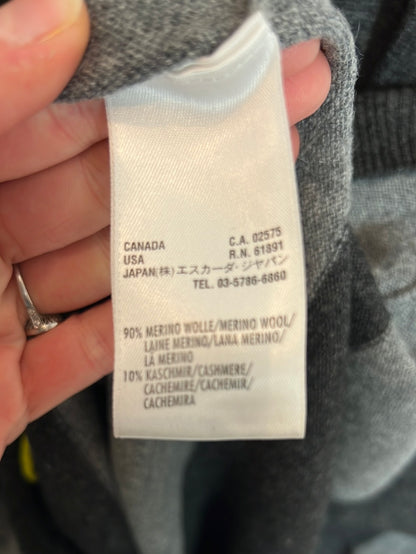 CANADA C.A. 02575
USA R.N. 61891
JAPAN (株)エスカーダ・ジャパン
TEL. 03-5786-6860
90% MERINO WOLLE/MERINO WOOL/
LAINE MERINO/LANA MERINO/
LA MERINO
10% KASCHMIR/CASHMERE/
CACHEMIRE/CACHEMIR/
CACHEMIRA